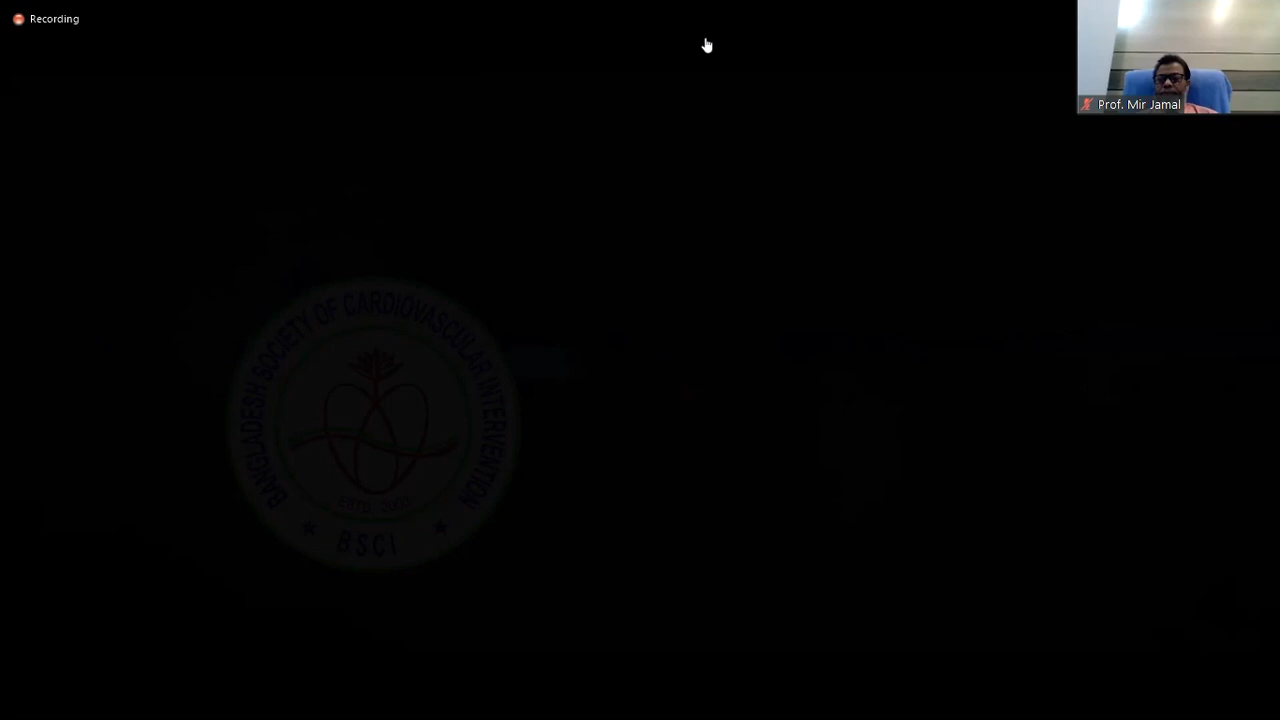 Recording
Prof. Mir Jamal
BANGLADESH SOCIETY OF CARDIOVASCULAR INTERVENTION
BSCI